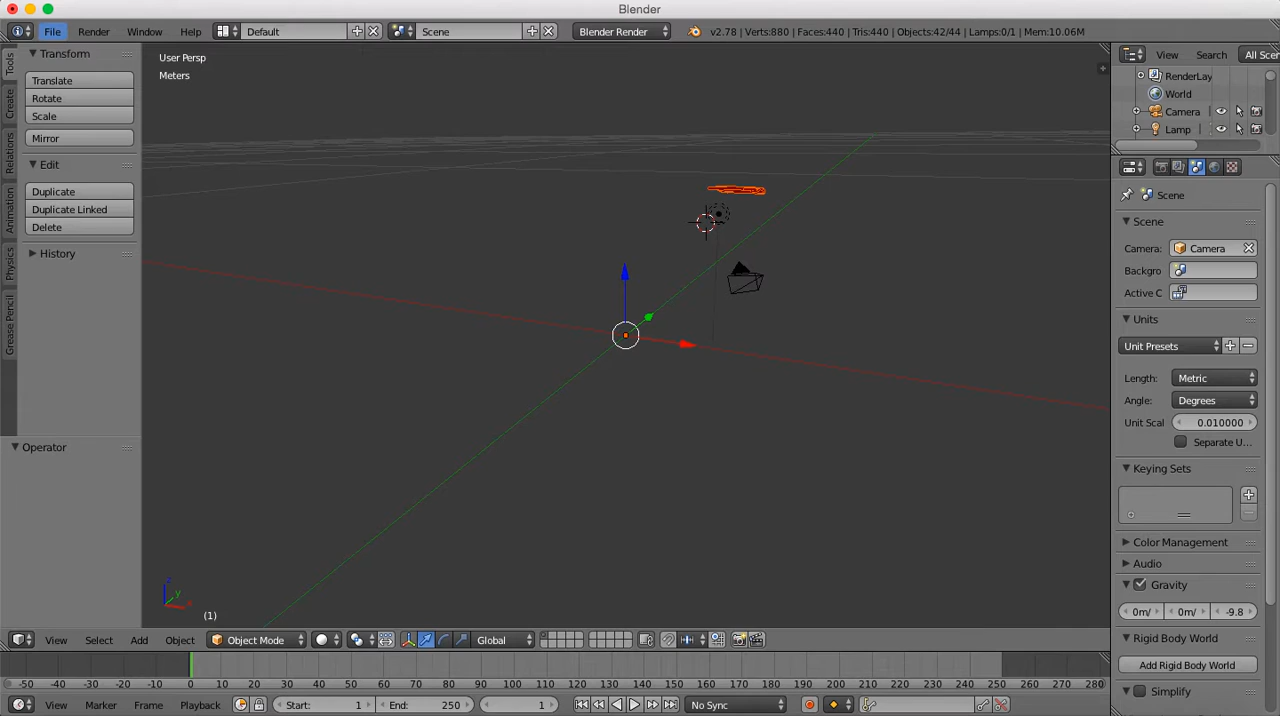 Blender
File Render Window Help Default Scene Blender Render v2.78 | Verts:880 | Faces:440 | Tris:440 | Objects:42/44 | Lamps:0/1 | Mem:10.06M
Tools
Create
Relations
Animation
Physics
Grease Pencil
Transform
Translate
Rotate
Scale
Mirror
Edit
Duplicate
Duplicate Linked
Delete
History
Operator
User Persp
Meters
(1)
View Search All Scen
RenderLay
World
Camera
Lamp
Scene
Scene
Camera: Camera
Backgro
Active C
Units
Unit Presets
Length: Metric
Angle: Degrees
Unit Scal 0.010000
Separate U...
Keying Sets
Color Management
Audio
Gravity
0m/ 0m/ -9.8
Rigid Body World
Add Rigid Body World
Simplify
View Select Add Object Object Mode Global
-50 -40 -30 -20 -10 0 10 20 30 40 50 60 70 80 90 100 110 120 130 140 150 160 170 180 190 200 210 220 230 240 250 260 270 280
View Marker Frame Playback Start: 1 End: 250 1 No Sync